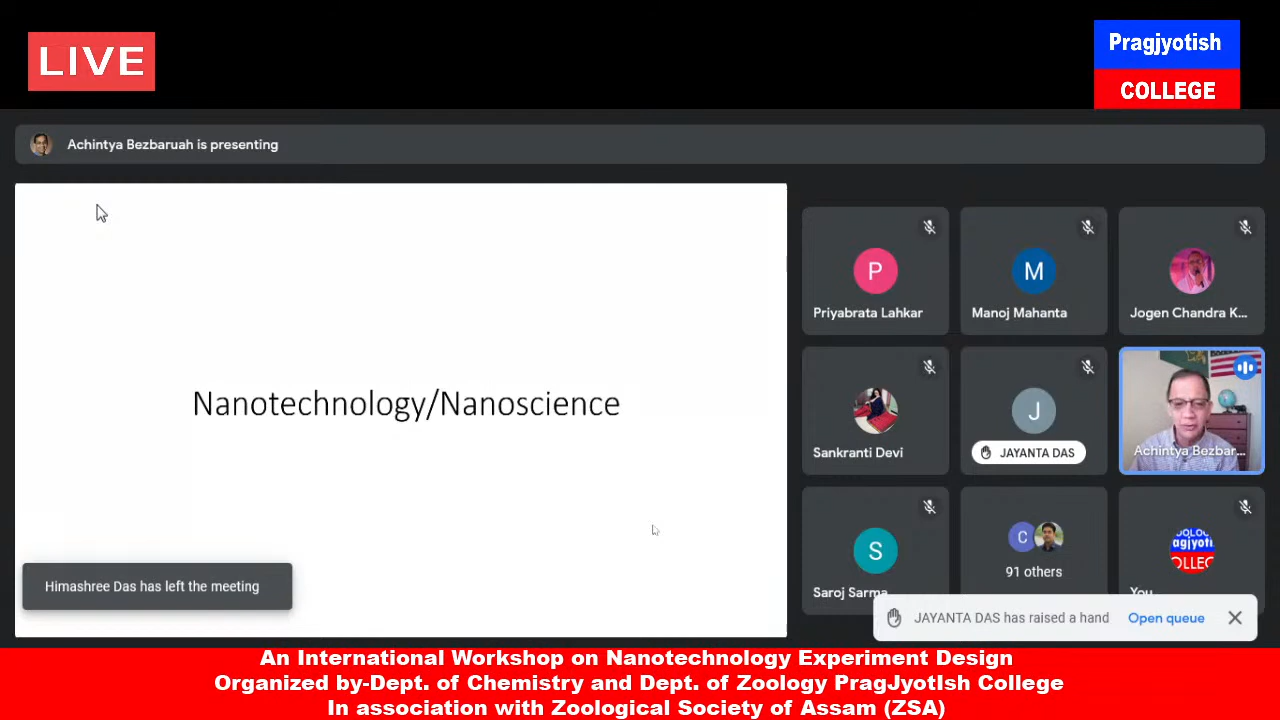 LIVE
Pragjyotish
COLLEGE
Achintya Bezbaruah is presenting
Nanotechnology/Nanoscience
P
Priyabrata Lahkar
M
Manoj Mahanta
Jogen Chandra K...
Sankranti Devi
J
JAYANTA DAS
Achintya Bezbar...
S
Saroj Sarma
C
91 others
You
Himashree Das has left the meeting
JAYANTA DAS has raised a hand Open queue
An International Workshop on Nanotechnology Experiment Design
Organized by-Dept. of Chemistry and Dept. of Zoology PragJyotIsh College
In association with Zoological Society of Assam (ZSA)